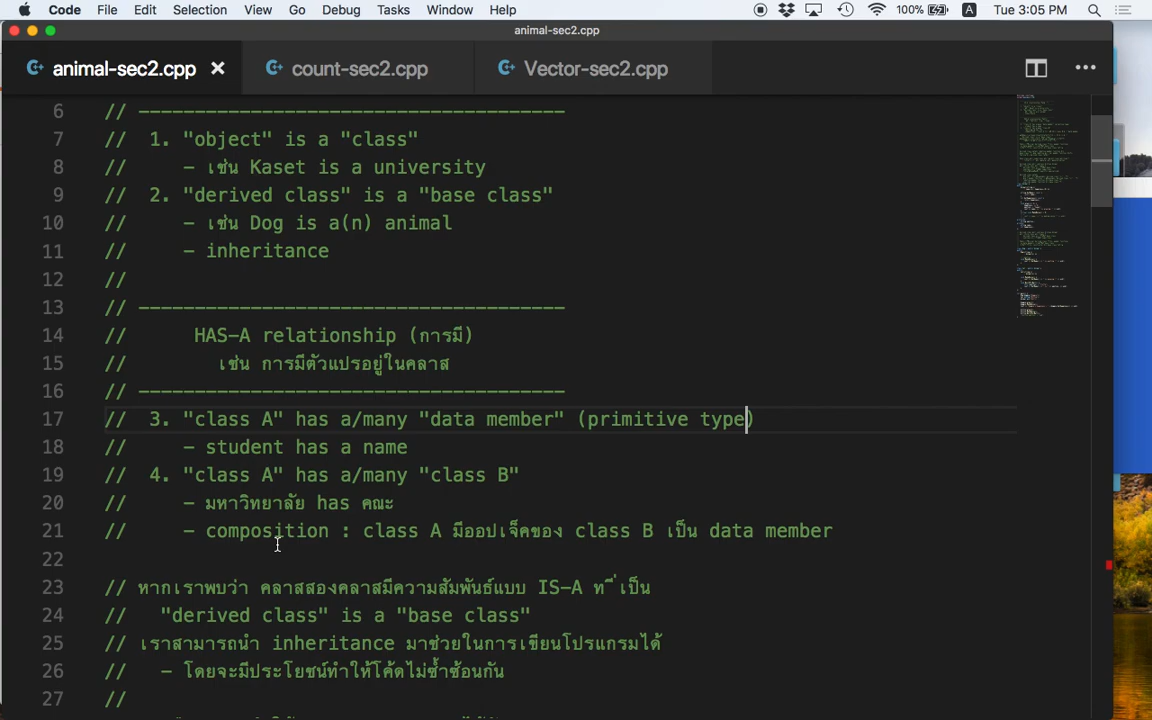 Code File Edit Selection View Go Debug Tasks Window Help 100% A Tue 3:05 PM
animal-sec2.cpp
animal-sec2.cpp count-sec2.cpp Vector-sec2.cpp
6 // --------------------------------------
7 // 1. "object" is a "class"
8 // - เช่น Kaset is a university
9 // 2. "derived class" is a "base class"
10 // - เช่น Dog is a(n) animal
11 // - inheritance
12 //
13 // --------------------------------------
14 // HAS-A relationship (การมี)
15 // เช่น การมีตัวแปรอยู่ในคลาส
16 // --------------------------------------
17 // 3. "class A" has a/many "data member" (primitive type)
18 // - student has a name
19 // 4. "class A" has a/many "class B"
20 // - มหาวิทยาลัย has คณะ
21 // - composition : class A มีออปเจ็คของ class B เป็น data member
22
23 // หากเราพบว่า คลาสสองคลาสมีความสัมพันธ์แบบ IS-A ที่เป็น
24 // "derived class" is a "base class"
25 // เราสามารถนำ inheritance มาช่วยในการเขียนโปรแกรมได้
26 // - โดยจะมีประโยชน์ทำให้โค้ดไม่ซ้ำซ้อนกัน
27 //